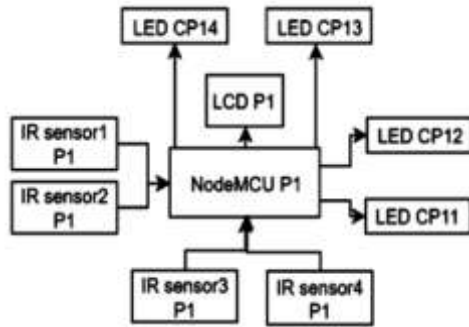 LED CP14
LED CP13
LCD P1
IR sensor1
P1
LED CP12
NodeMCU P1
IR sensor2
P1
LED CP11
IR sensor3
P1
IR sensor4
P1